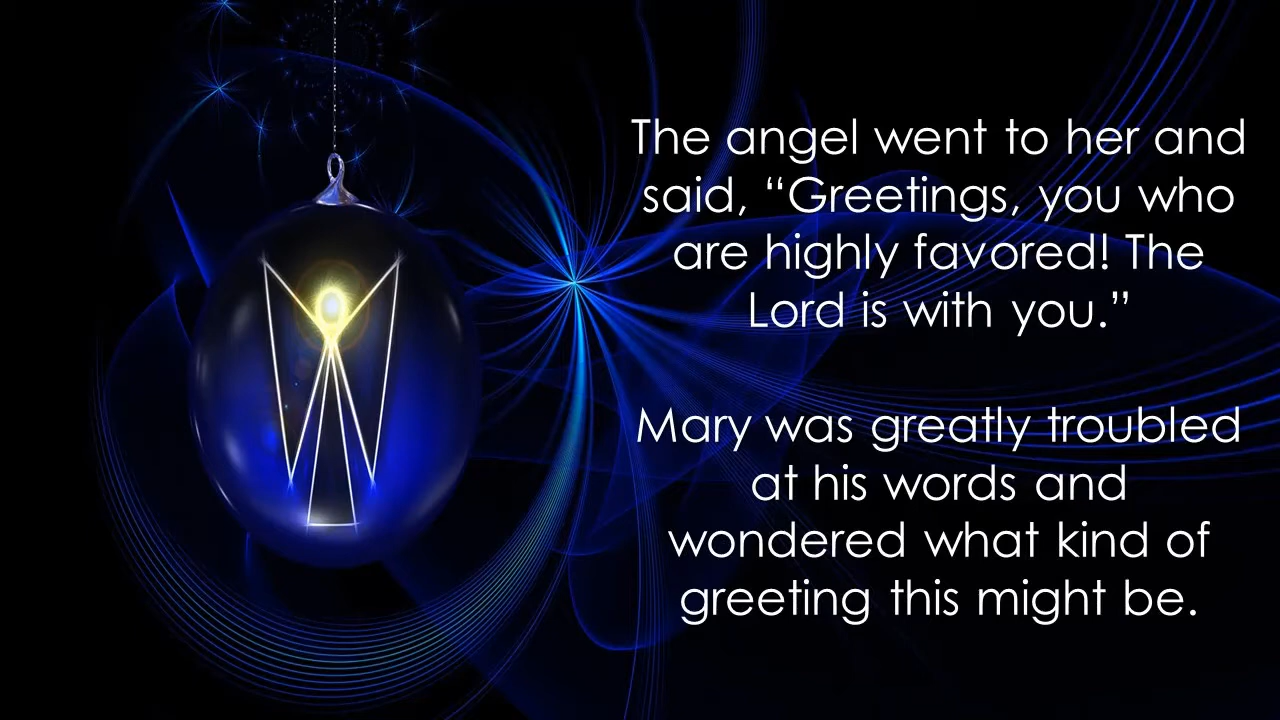 The angel went to her and
said, “Greetings, you who
are highly favored! The
Lord is with you.”
Mary was greatly troubled
at his words and
wondered what kind of
greeting this might be.